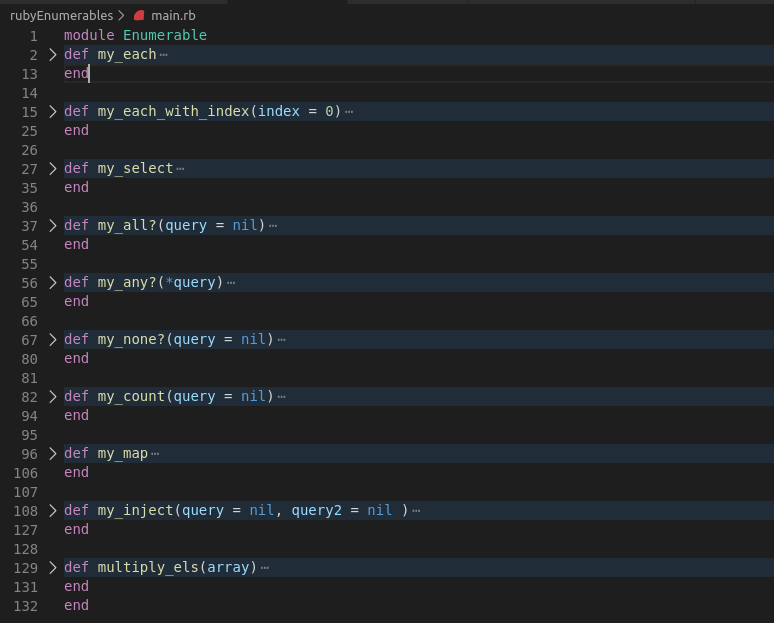 rubyEnumerables > main.rb
1 module Enumerable
2 > def my_each…
13 end
14
15 > def my_each_with_index(index = 0)…
25 end
26
27 > def my_select…
35 end
36
37 > def my_all?(query = nil)…
54 end
55
56 > def my_any?(*query)…
65 end
66
67 > def my_none?(query = nil)…
80 end
81
82 > def my_count(query = nil)…
94 end
95
96 > def my_map…
106 end
107
108 > def my_inject(query = nil, query2 = nil )…
127 end
128
129 > def multiply_els(array)…
131 end
132 end